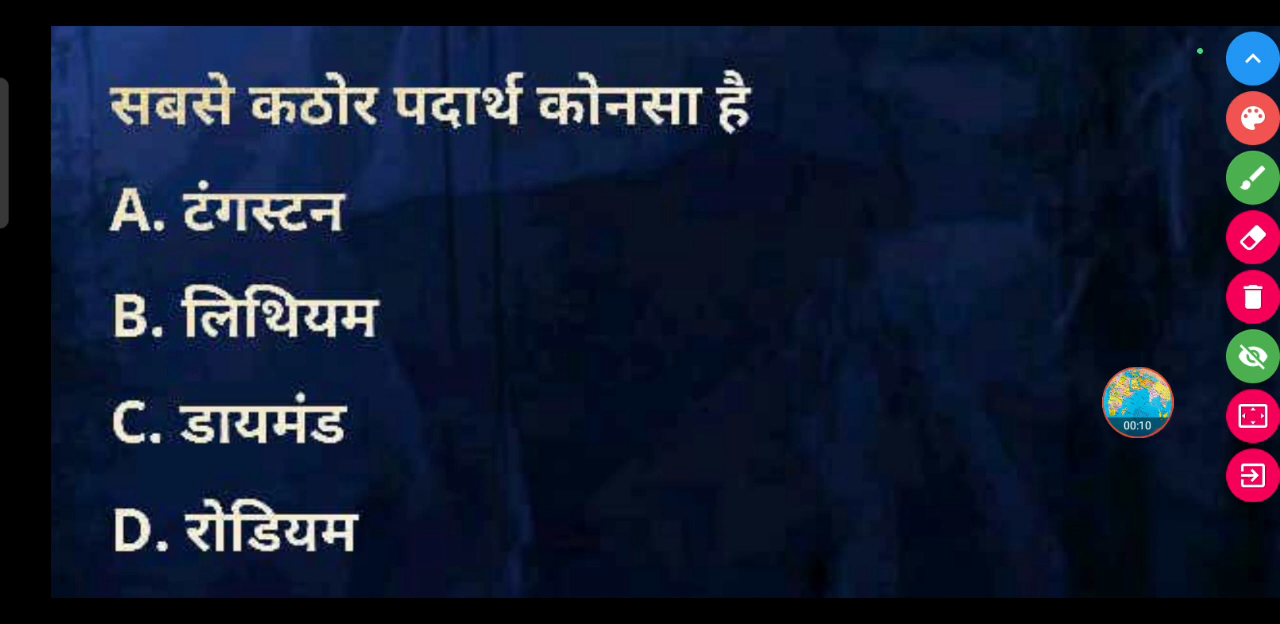 सबसे कठोर पदार्थ कोनसा है
A. टंगस्टन
B. लिथियम
C. डायमंड
D. रोडियम
00:10